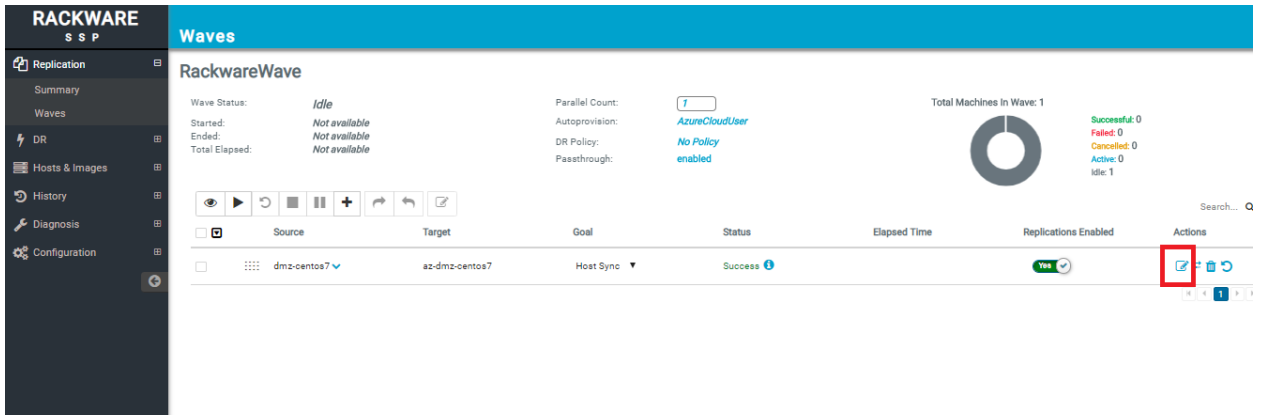 RACKWARE
SSP
Replication
Summary
Waves
DR
Hosts & Images
History
Diagnosis
Configuration
Waves
RackwareWave
Wave Status: Idle
Started: Not available
Ended: Not available
Total Elapsed: Not available
Parallel Count: 1
Autoprovision: AzureCloudUser
DR Policy: No Policy
Passthrough: enabled
Total Machines In Wave: 1
Successful: 0
Failed: 0
Cancelled: 0
Active: 0
Idle: 1
Search...
Source Target Goal Status Elapsed Time Replications Enabled Actions
dmz-centos7 az-dmz-centos7 Host Sync Success Yes
1